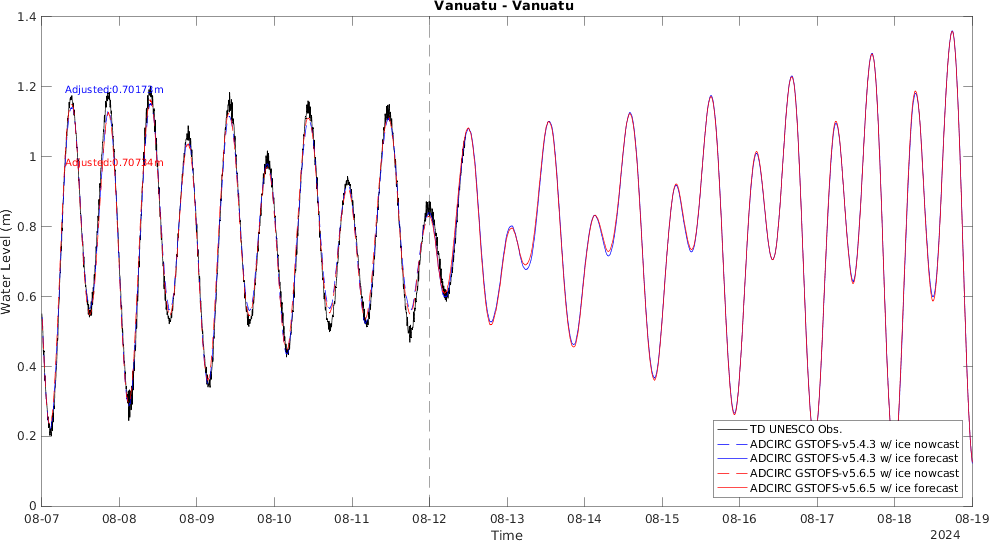 Vanuatu - Vanuatu
1.4
1.2
1
0.8
0.6
0.4
0.2
0
Water Level (m)
Adjusted:0.70173m
Adjusted:0.70734m
TD UNESCO Obs.
ADCIRC GSTOFS-v5.4.3 w/ ice nowcast
ADCIRC GSTOFS-v5.4.3 w/ ice forecast
ADCIRC GSTOFS-v5.6.5 w/ ice nowcast
ADCIRC GSTOFS-v5.6.5 w/ ice forecast
08-07 08-08 08-09 08-10 08-11 08-12 08-13 08-14 08-15 08-16 08-17 08-18 08-19
Time
2024